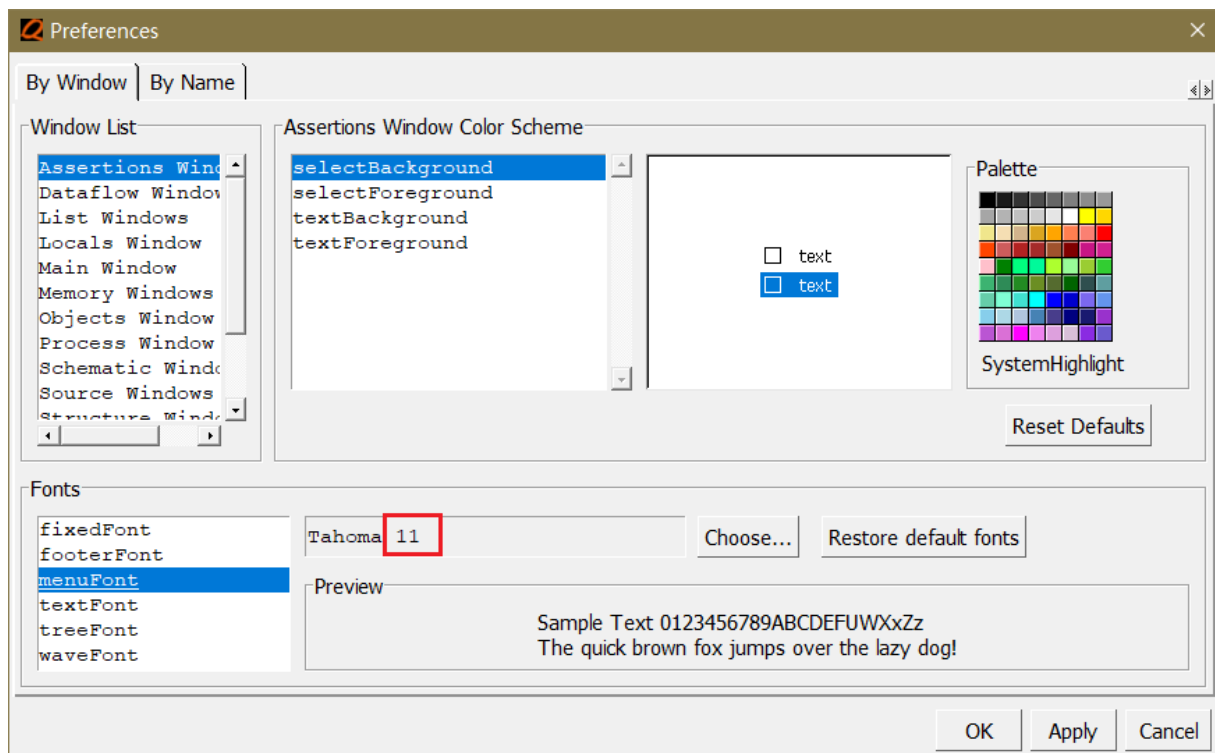 Preferences
By Window By Name
Window List
Assertions Wind
Dataflow Window
List Windows
Locals Window
Main Window
Memory Windows
Objects Window
Process Window
Schematic Windo
Source Windows
Structure Wind
Assertions Window Color Scheme
selectBackground
selectForeground
textBackground
textForeground
text
text
Palette
SystemHighlight
Reset Defaults
Fonts
fixedFont
footerFont
menuFont
textFont
treeFont
waveFont
Tahoma 11
Choose...
Restore default fonts
Preview
Sample Text 0123456789ABCDEFUWXxZz
The quick brown fox jumps over the lazy dog!
OK Apply Cancel